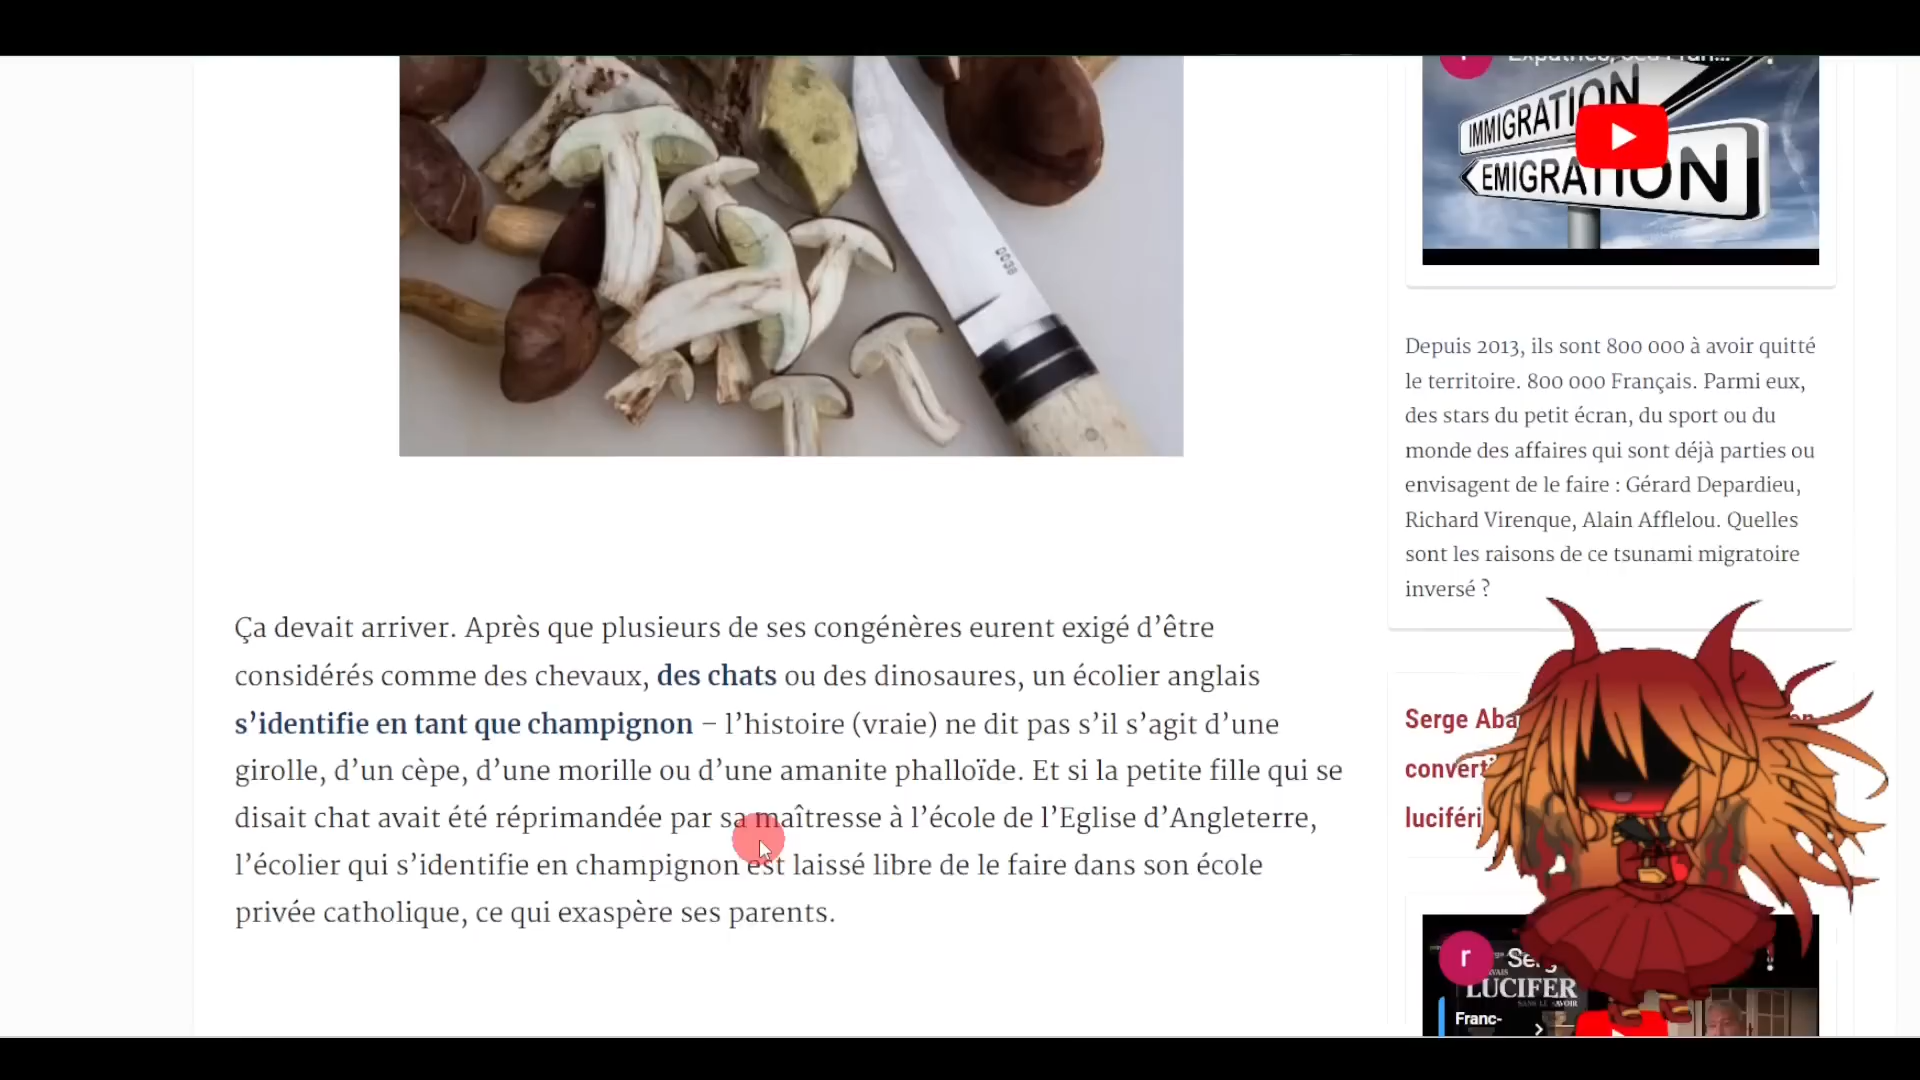 IMMIGRATION
EMIGRATION
0038
Depuis 2013, ils sont 800 000 à avoir quitté
le territoire. 800 000 Français. Parmi eux,
des stars du petit écran, du sport ou du
monde des affaires qui sont déjà parties ou
envisagent de le faire : Gérard Depardieu,
Richard Virenque, Alain Afflelou. Quelles
sont les raisons de ce tsunami migratoire
inversé ?
Ça devait arriver. Après que plusieurs de ses congénères eurent exigé d’être
considérés comme des chevaux, des chats ou des dinosaures, un écolier anglais
s’identifie en tant que champignon – l’histoire (vraie) ne dit pas s’il s’agit d’une
girolle, d’un cèpe, d’une morille ou d’une amanite phalloïde. Et si la petite fille qui se
disait chat avait été réprimandée par sa maîtresse à l’école de l’Eglise d’Angleterre,
l’écolier qui s’identifie en champignon est laissé libre de le faire dans son école
privée catholique, ce qui exaspère ses parents.
Serge
r
LUCIFER
Franc-